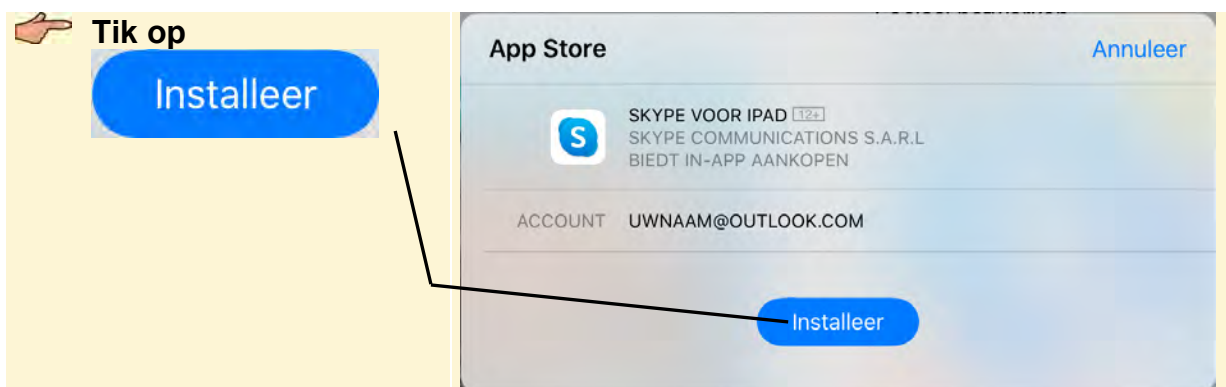 Tik op
Installeer
App Store
Annuleer
SKYPE VOOR IPAD 12+
SKYPE COMMUNICATIONS S.A.R.L
BIEDT IN-APP AANKOPEN
ACCOUNT UWNAAM@OUTLOOK.COM
Installeer